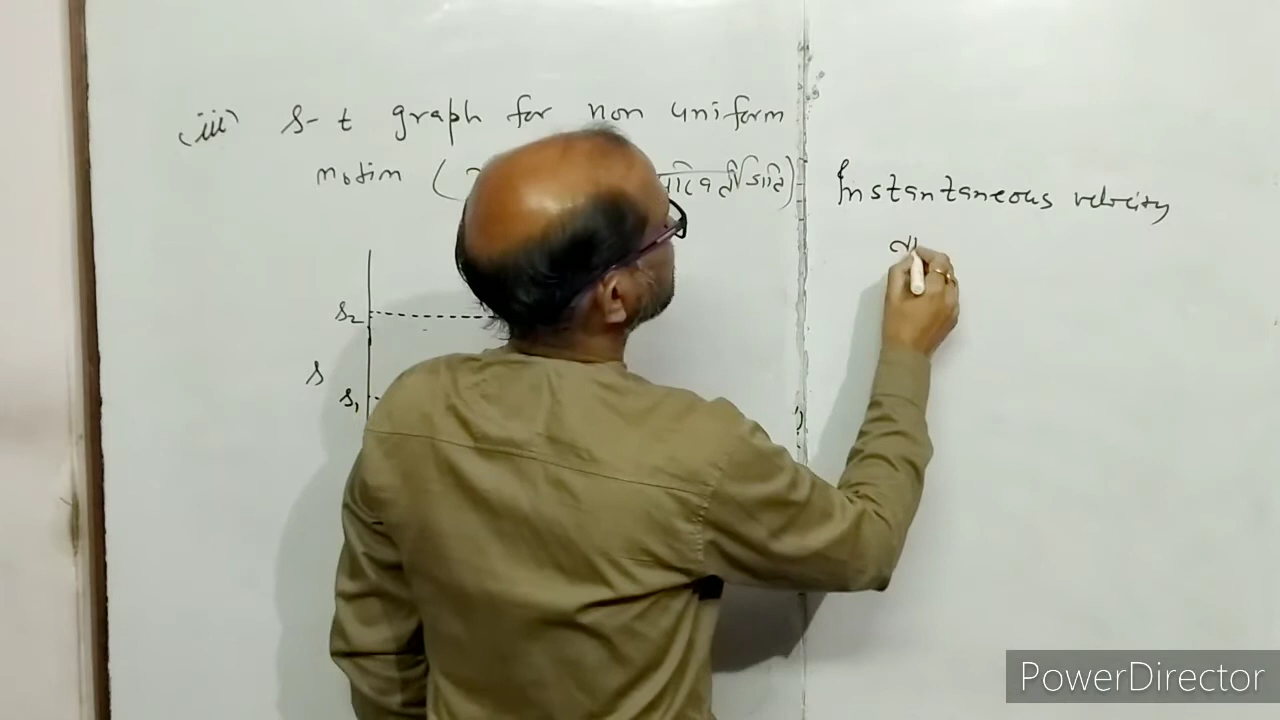 (iii) s-t graph for non uniform
motion (
Instantaneous velocity
s2
s
s1
PowerDirector